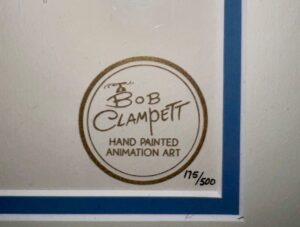 BOB
CLAMPETT
HAND PAINTED
ANIMATION ART
175/500